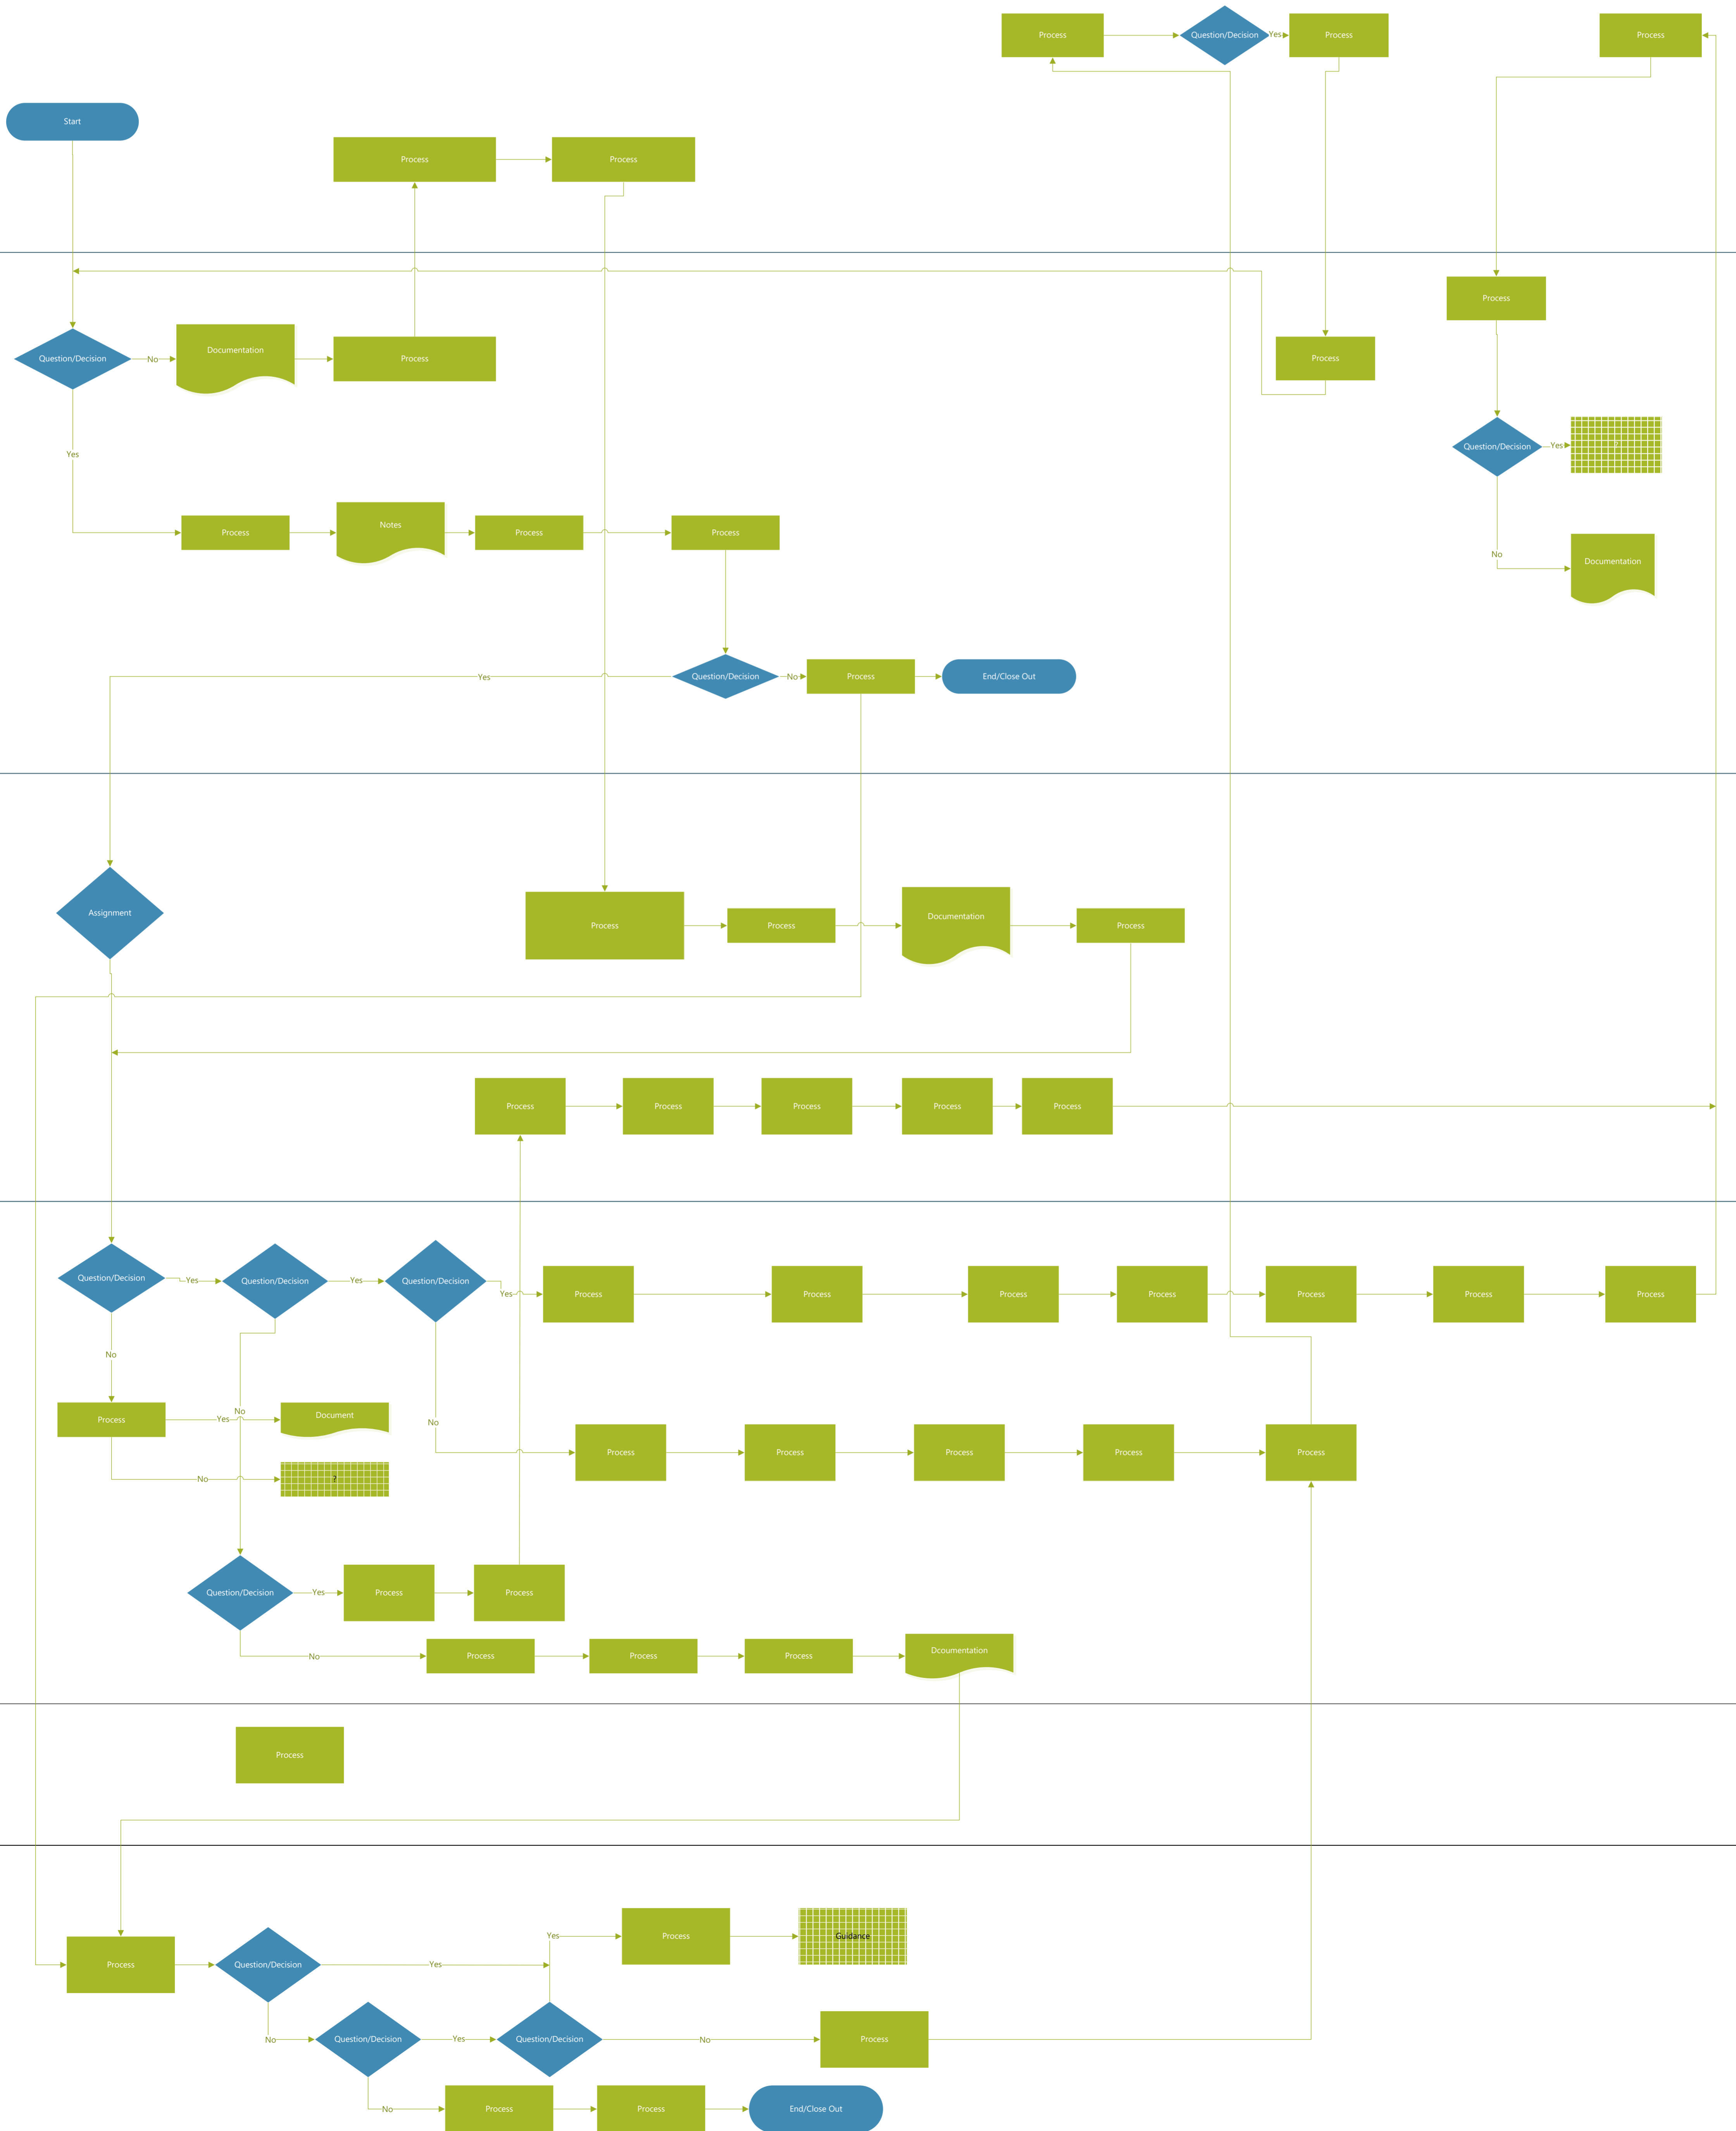 Process
Question/Decision
Yes
Process
Process
Start
Process
Process
Process
Question/Decision
No
Documentation
Process
Process
Question/Decision
Yes
?
Yes
Process
Notes
Process
Process
No
Documentation
Yes
Question/Decision
No
Process
End/Close Out
Assignment
Process
Process
Documentation
Process
Process
Process
Process
Process
Process
Question/Decision
Yes
Question/Decision
Yes
Question/Decision
Yes
Process
Process
Process
Process
Process
Process
Process
No
No
Process
Yes
Document
No
No
?
Process
Process
Process
Process
Process
Question/Decision
Yes
Process
Process
No
Process
Process
Process
Dcoumentation
Process
Yes
Process
Guidance
Process
Question/Decision
Yes
No
Question/Decision
Yes
Question/Decision
No
Process
No
Process
Process
End/Close Out